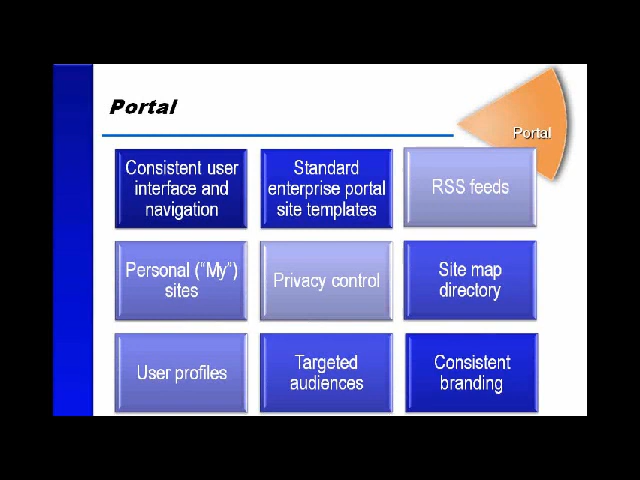 Portal
Portal
Consistent user
interface and
navigation
Standard
enterprise portal
site templates
RSS feeds
Personal ("My")
sites
Privacy control
Site map
directory
User profiles
Targeted
audiences
Consistent
branding